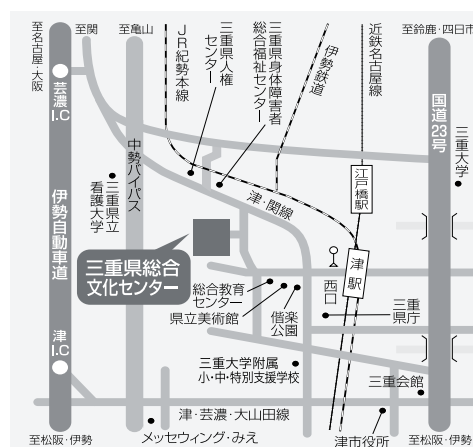 至名古屋・大阪
至関
至亀山
JR紀勢本線
三重県人権
センター
三重県身体障害者
総合福祉センター
伊勢鉄道
近鉄名古屋線
至鈴鹿・四日市
芸濃
I.C
国道23号
三重大学
中勢バイパス
三重県立
看護大学
江戸橋駅
津・関線
伊勢自動車道
三重県総合
文化センター
津駅
西口
総合教育
センター
県立美術館
偕楽
公園
三重
県庁
津
I.C
三重大学附属
小・中・特別支援学校
三重会館
津・芸濃・大山田線
至松阪・伊勢
メッセウィング・みえ
津市役所
至松阪・伊勢